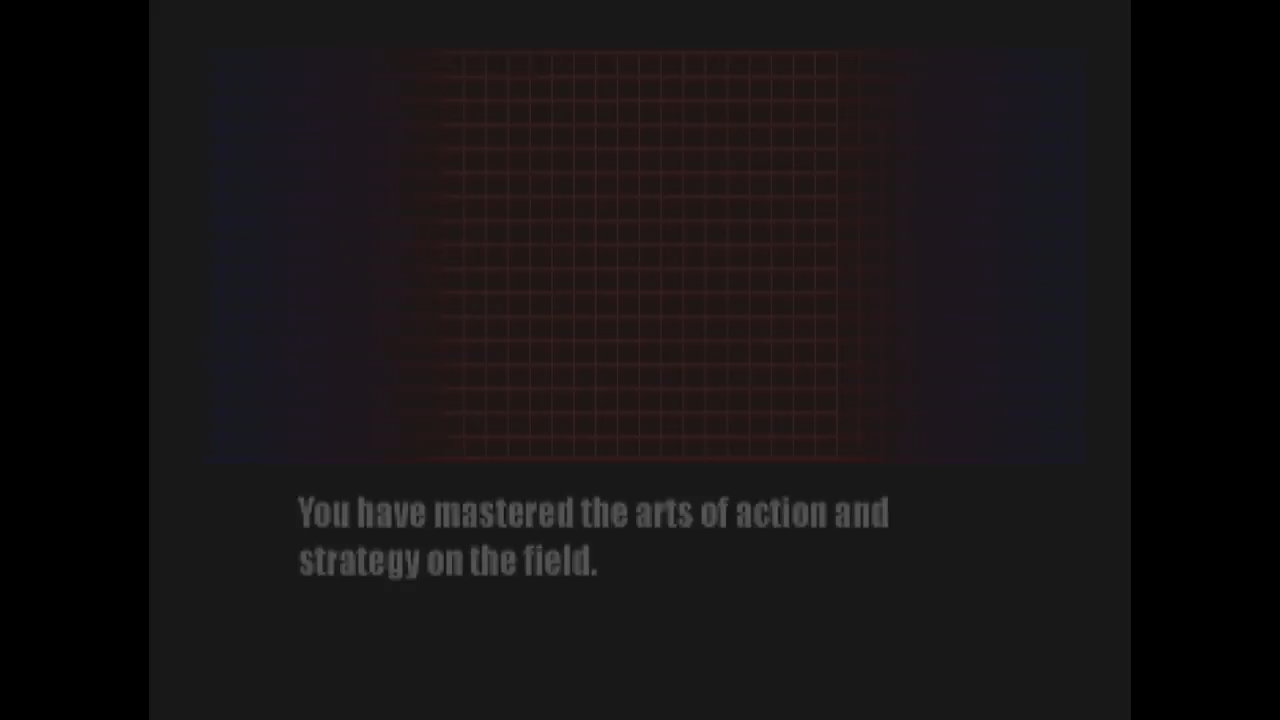 You have mastered the arts of action and
strategy on the field.